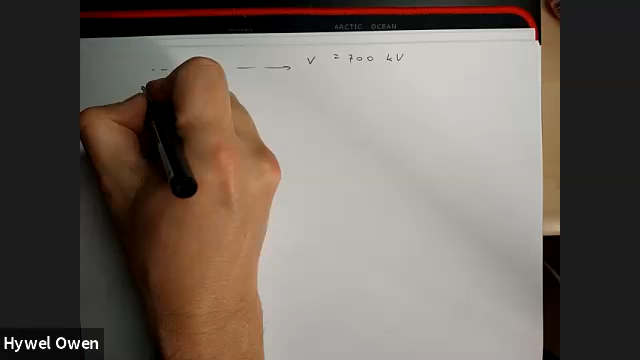 ARCTIC OCEAN
V = 700 kV
Hywel Owen